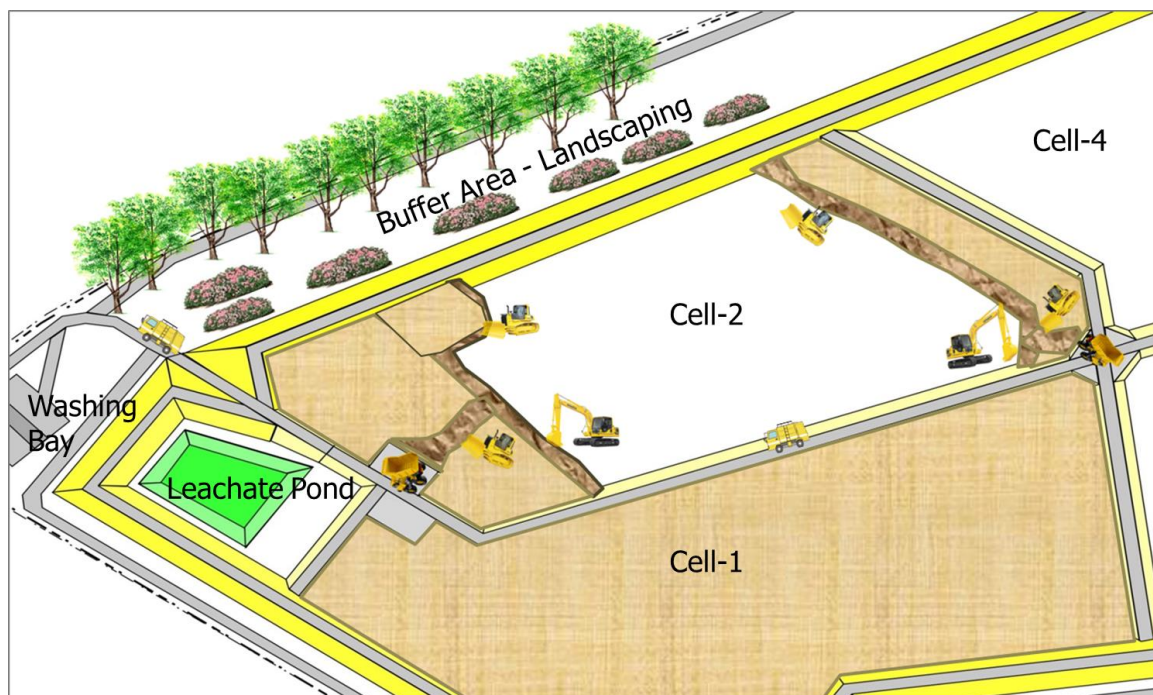 Buffer Area - Landscaping
Cell-4
Cell-2
Washing
Bay
Leachate Pond
Cell-1